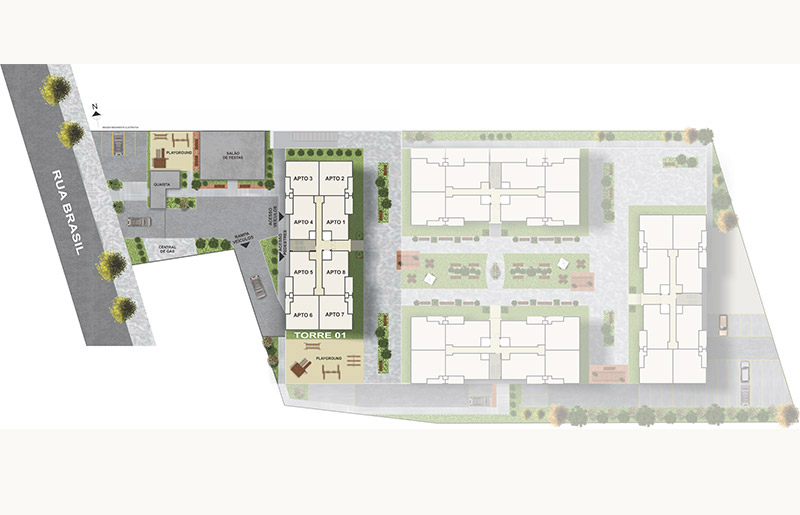 N
PLAYGROUND
SALÃO
DE FESTAS
GUARITA
RUA BRASIL
CENTRAL
DE GÁS
RAMPA
VEÍCULOS
ACESSO
VEÍCULOS
ACESSO
PEDESTRES
APTO 3
APTO 2
APTO 4
APTO 1
APTO 5
APTO 8
APTO 6
APTO 7
TORRE 01
PLAYGROUND